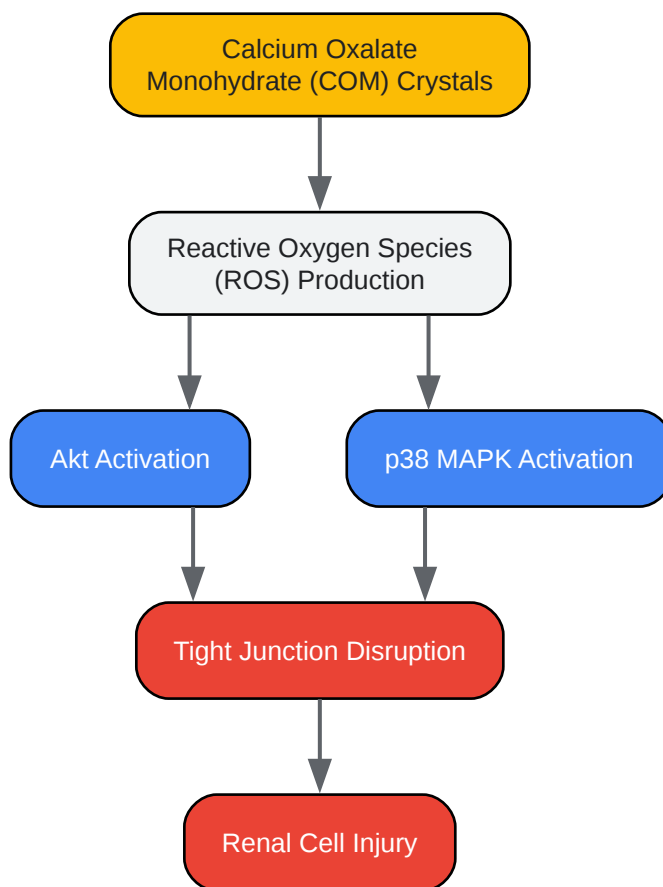 Calcium Oxalate
Monohydrate (COM) Crystals
Reactive Oxygen Species
(ROS) Production
Akt Activation
p38 MAPK Activation
Tight Junction Disruption
Renal Cell Injury